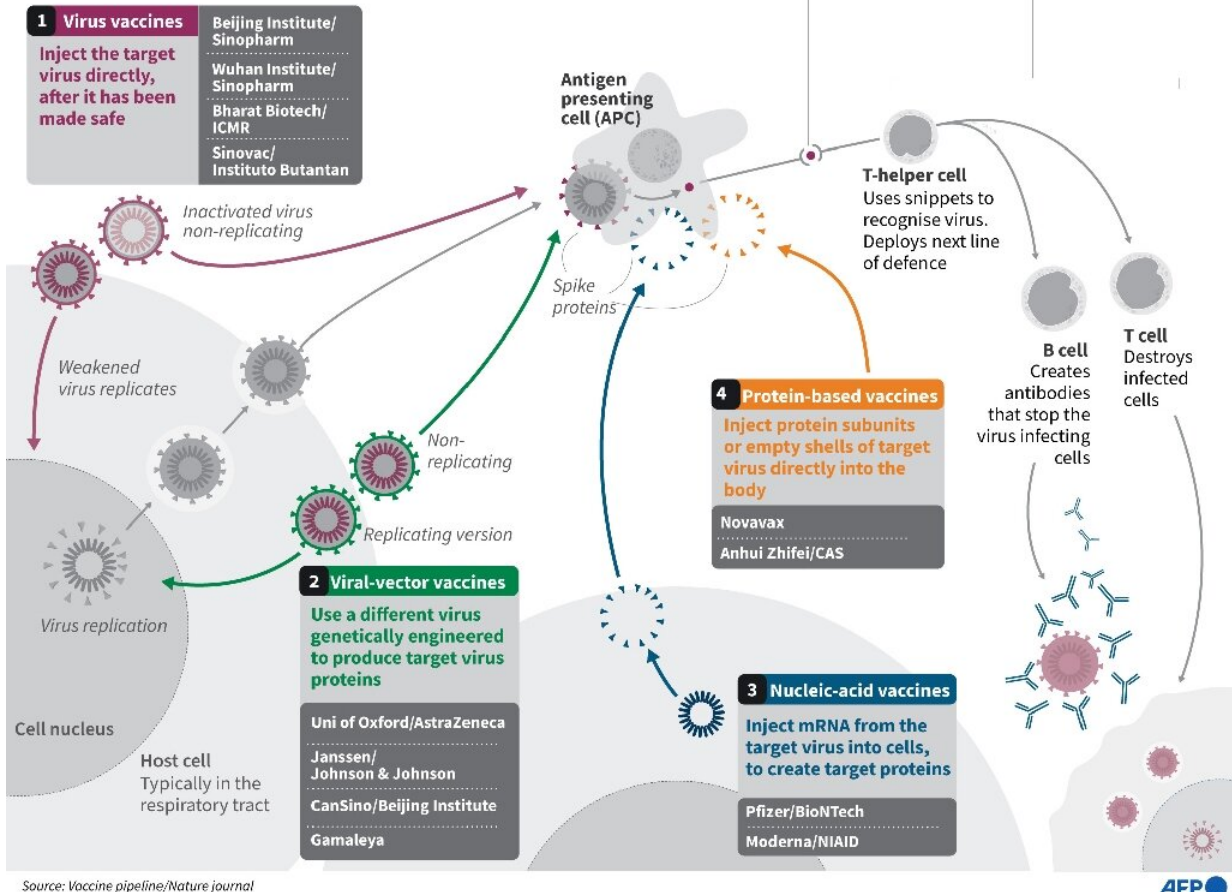 1 Virus vaccines
Inject the target
virus directly,
after it has been
made safe
Beijing Institute/
Sinopharm
Wuhan Institute/
Sinopharm
Bharat Biotech/
ICMR
Sinovac/
Instituto Butantan
Inactivated virus
non-replicating
Antigen
presenting
cell (APC)
T-helper cell
Uses snippets to
recognise virus.
Deploys next line
of defence
Spike
proteins
Weakened
virus replicates
B cell
Creates
antibodies
that stop the
virus infecting
cells
T cell
Destroys
infected
cells
4 Protein-based vaccines
Inject protein subunits
or empty shells of target
virus directly into the
body
Novavax
Anhui Zhifei/CAS
Non-
replicating
Replicating version
Virus replication
Cell nucleus
Host cell
Typically in the
respiratory tract
2 Viral-vector vaccines
Use a different virus
genetically engineered
to produce target virus
proteins
Uni of Oxford/AstraZeneca
Janssen/
Johnson & Johnson
CanSino/Beijing Institute
Gamaleya
3 Nucleic-acid vaccines
Inject mRNA from the
target virus into cells,
to create target proteins
Pfizer/BioNTech
Moderna/NIAID
Source: Vaccine pipeline/Nature journal
AFP